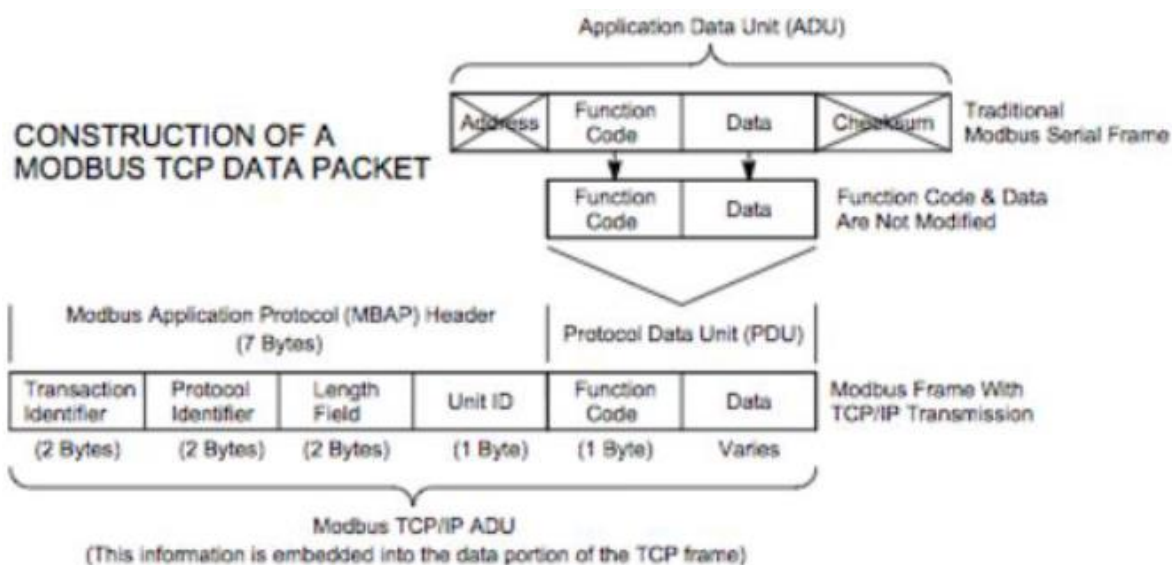 Application Data Unit (ADU)
CONSTRUCTION OF A
MODBUS TCP DATA PACKET
Address
Function
Code
Data
Checksum
Traditional
Modbus Serial Frame
Function
Code
Data
Function Code & Data
Are Not Modified
Modbus Application Protocol (MBAP) Header
(7 Bytes)
Protocol Data Unit (PDU)
Transaction
Identifier
Protocol
Identifier
Length
Field
Unit ID
Function
Code
Data
Modbus Frame With
TCP/IP Transmission
(2 Bytes)
(2 Bytes)
(2 Bytes)
(1 Byte)
(1 Byte)
Varies
Modbus TCP/IP ADU
(This information is embedded into the data portion of the TCP frame)